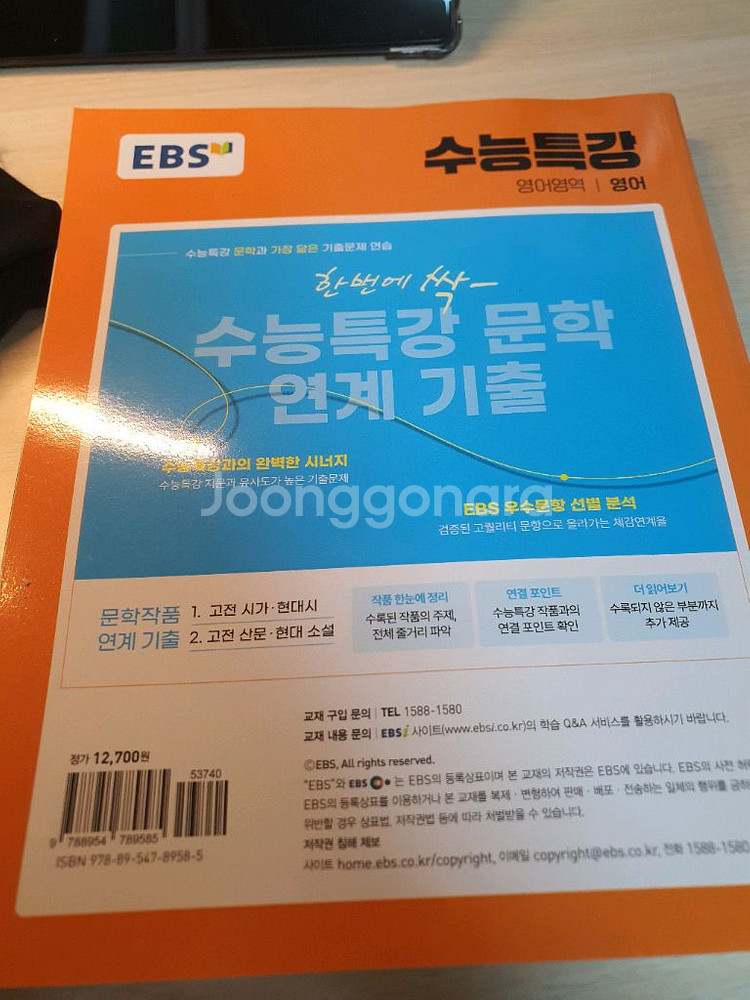 EBS
수능특강
영어영역 | 영어
수능특강 문학과 가장 닮은 기출문제 연습
한번에 싹-
수능특강 문학
연계 기출
수능특강과의 완벽한 시너지
수능특강 지문과 유사도가 높은 기출문제
Joonggonara
EBS 우수문항 선별 분석
검증된 고퀄리티 문항으로 올라가는 체감연계율
문학작품
연계 기출
1. 고전 시가·현대시
2. 고전 산문·현대 소설
작품 한눈에 정리
수록된 작품의 주제,
전체 줄거리 파악
연결 포인트
수능특강 작품과의
연결 포인트 확인
더 읽어보기
수록되지 않은 부분까지
추가 제공
교재 구입 문의 | TEL 1588-1580
교재 내용 문의 | EBSi 사이트(www.ebsi.co.kr)의 학습 Q&A 서비스를 활용하시기 바랍니다.
정가 12,700원
53740
9 788954 789585
ISBN 978-89-547-8958-5
ⓒEBS, All rights reserved.
"EBS"와 EBS 는 EBS의 등록상표이며 본 교재의 저작권은 EBS에 있습니다. EBS의 사전
EBS의 등록상표를 이용하거나 본 교재를 복제·변형하여 판매·배포·전송하는 일체의 행위를
위반할 경우 상표법, 저작권법 등에 따라 처벌받을 수 있습니다.
저작권 침해 제보
사이트 home.ebs.co.kr/copyright, 이메일 copyright@ebs.co.kr, 전화 1588-1580